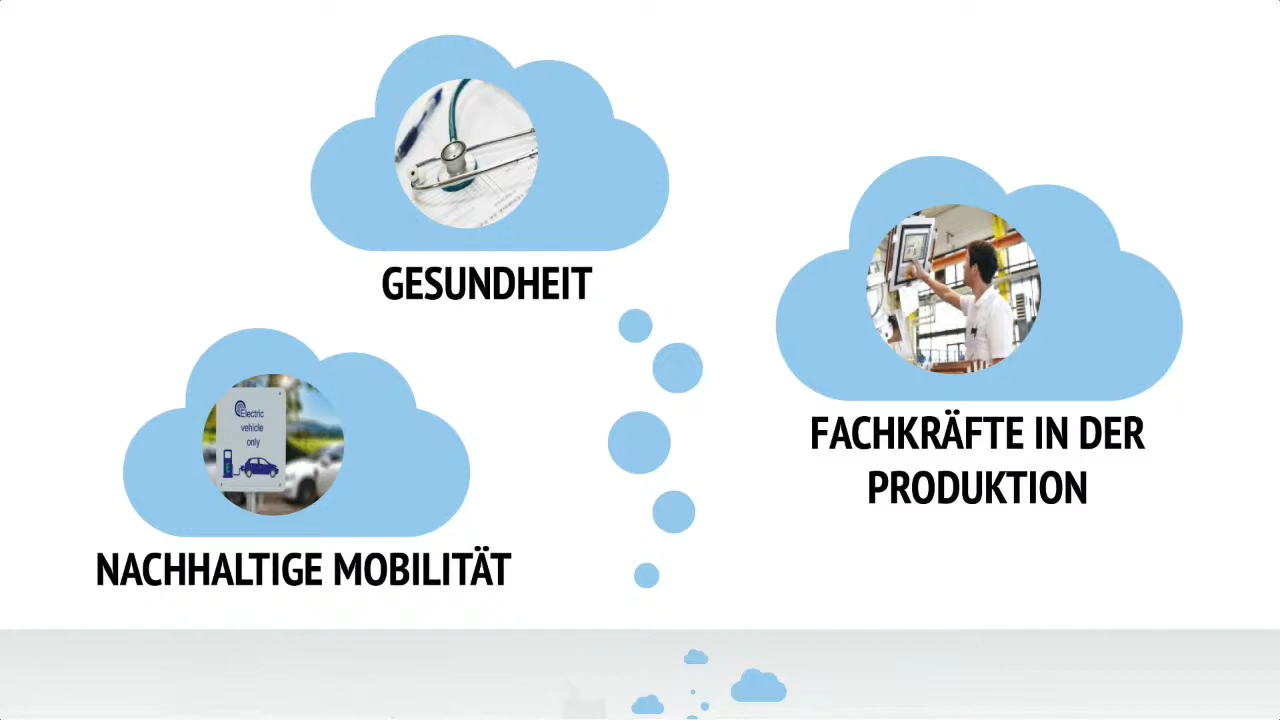 GESUNDHEIT
FACHKRÄFTE IN DER
PRODUKTION
Electric
vehicle
only
NACHHALTIGE MOBILITÄT